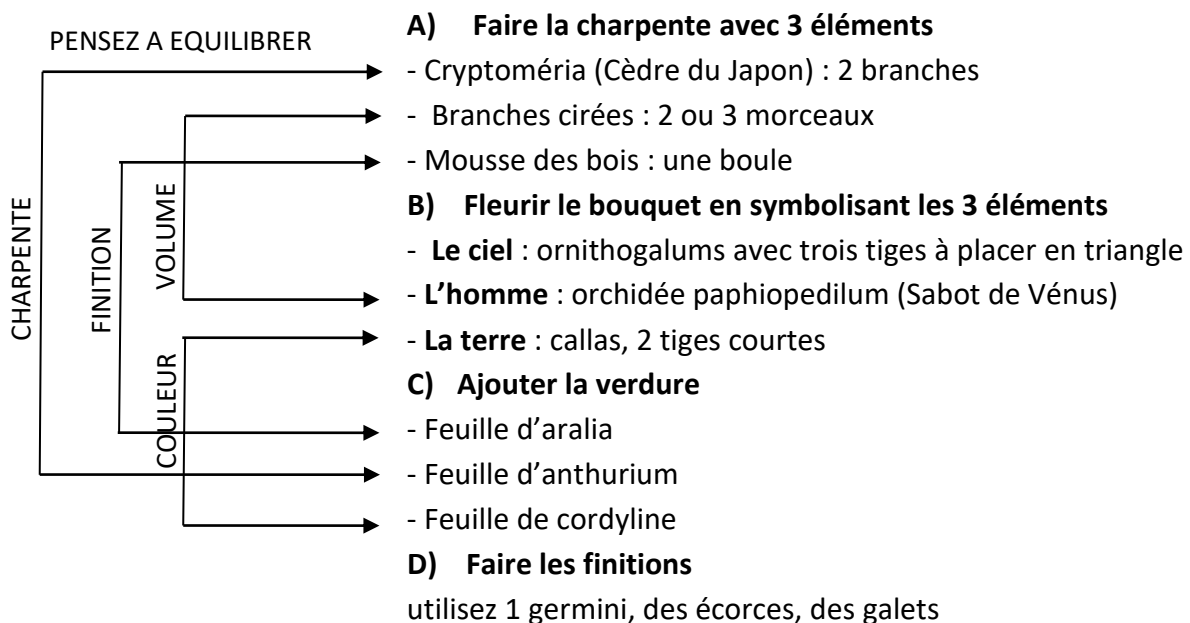 PENSEZ A EQUILIBRER
CHARPENTE
FINITION
VOLUME
COULEUR
A) Faire la charpente avec 3 éléments
- Cryptoméria (Cèdre du Japon) : 2 branches
- Branches cirées : 2 ou 3 morceaux
- Mousse des bois : une boule
B) Fleurir le bouquet en symbolisant les 3 éléments
- Le ciel : ornithogalums avec trois tiges à placer en triangle
- L’homme : orchidée paphiopedilum (Sabot de Vénus)
- La terre : callas, 2 tiges courtes
C) Ajouter la verdure
- Feuille d’aralia
- Feuille d’anthurium
- Feuille de cordyline
D) Faire les finitions
utilisez 1 germini, des écorces, des galets